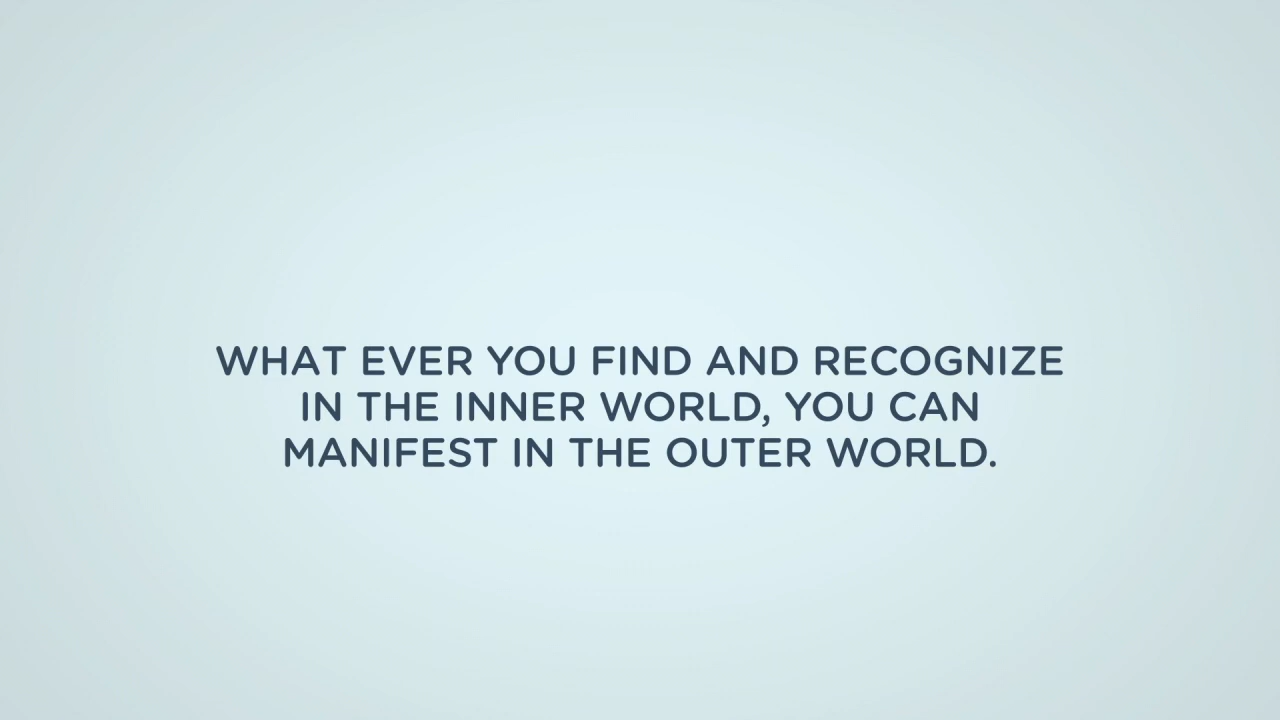 WHAT EVER YOU FIND AND RECOGNIZE
IN THE INNER WORLD, YOU CAN
MANIFEST IN THE OUTER WORLD.